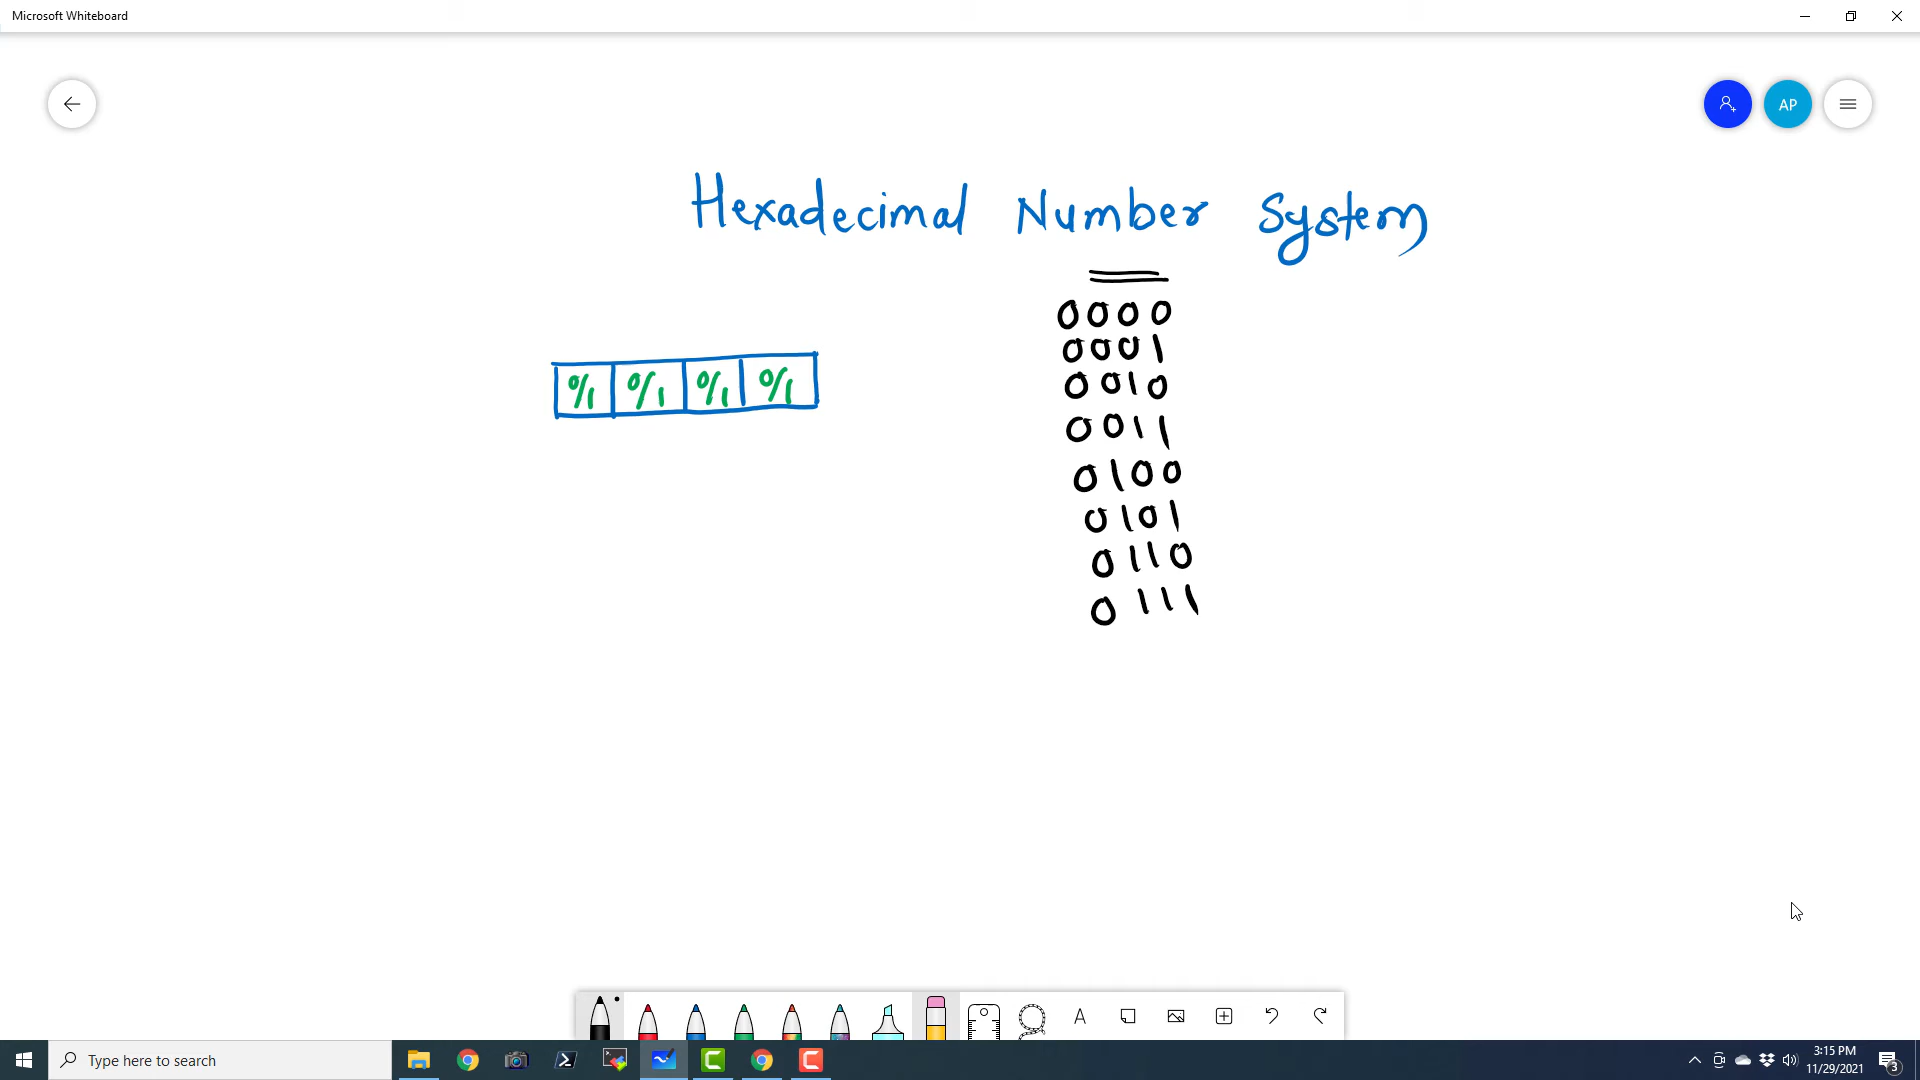 Microsoft Whiteboard
AP
Hexadecimal Number System
0000
0001
0010
0011
0100
0101
0110
0111
0/1 0/1 0/1 0/1
A
Type here to search
3:15 PM
11/29/2021
3